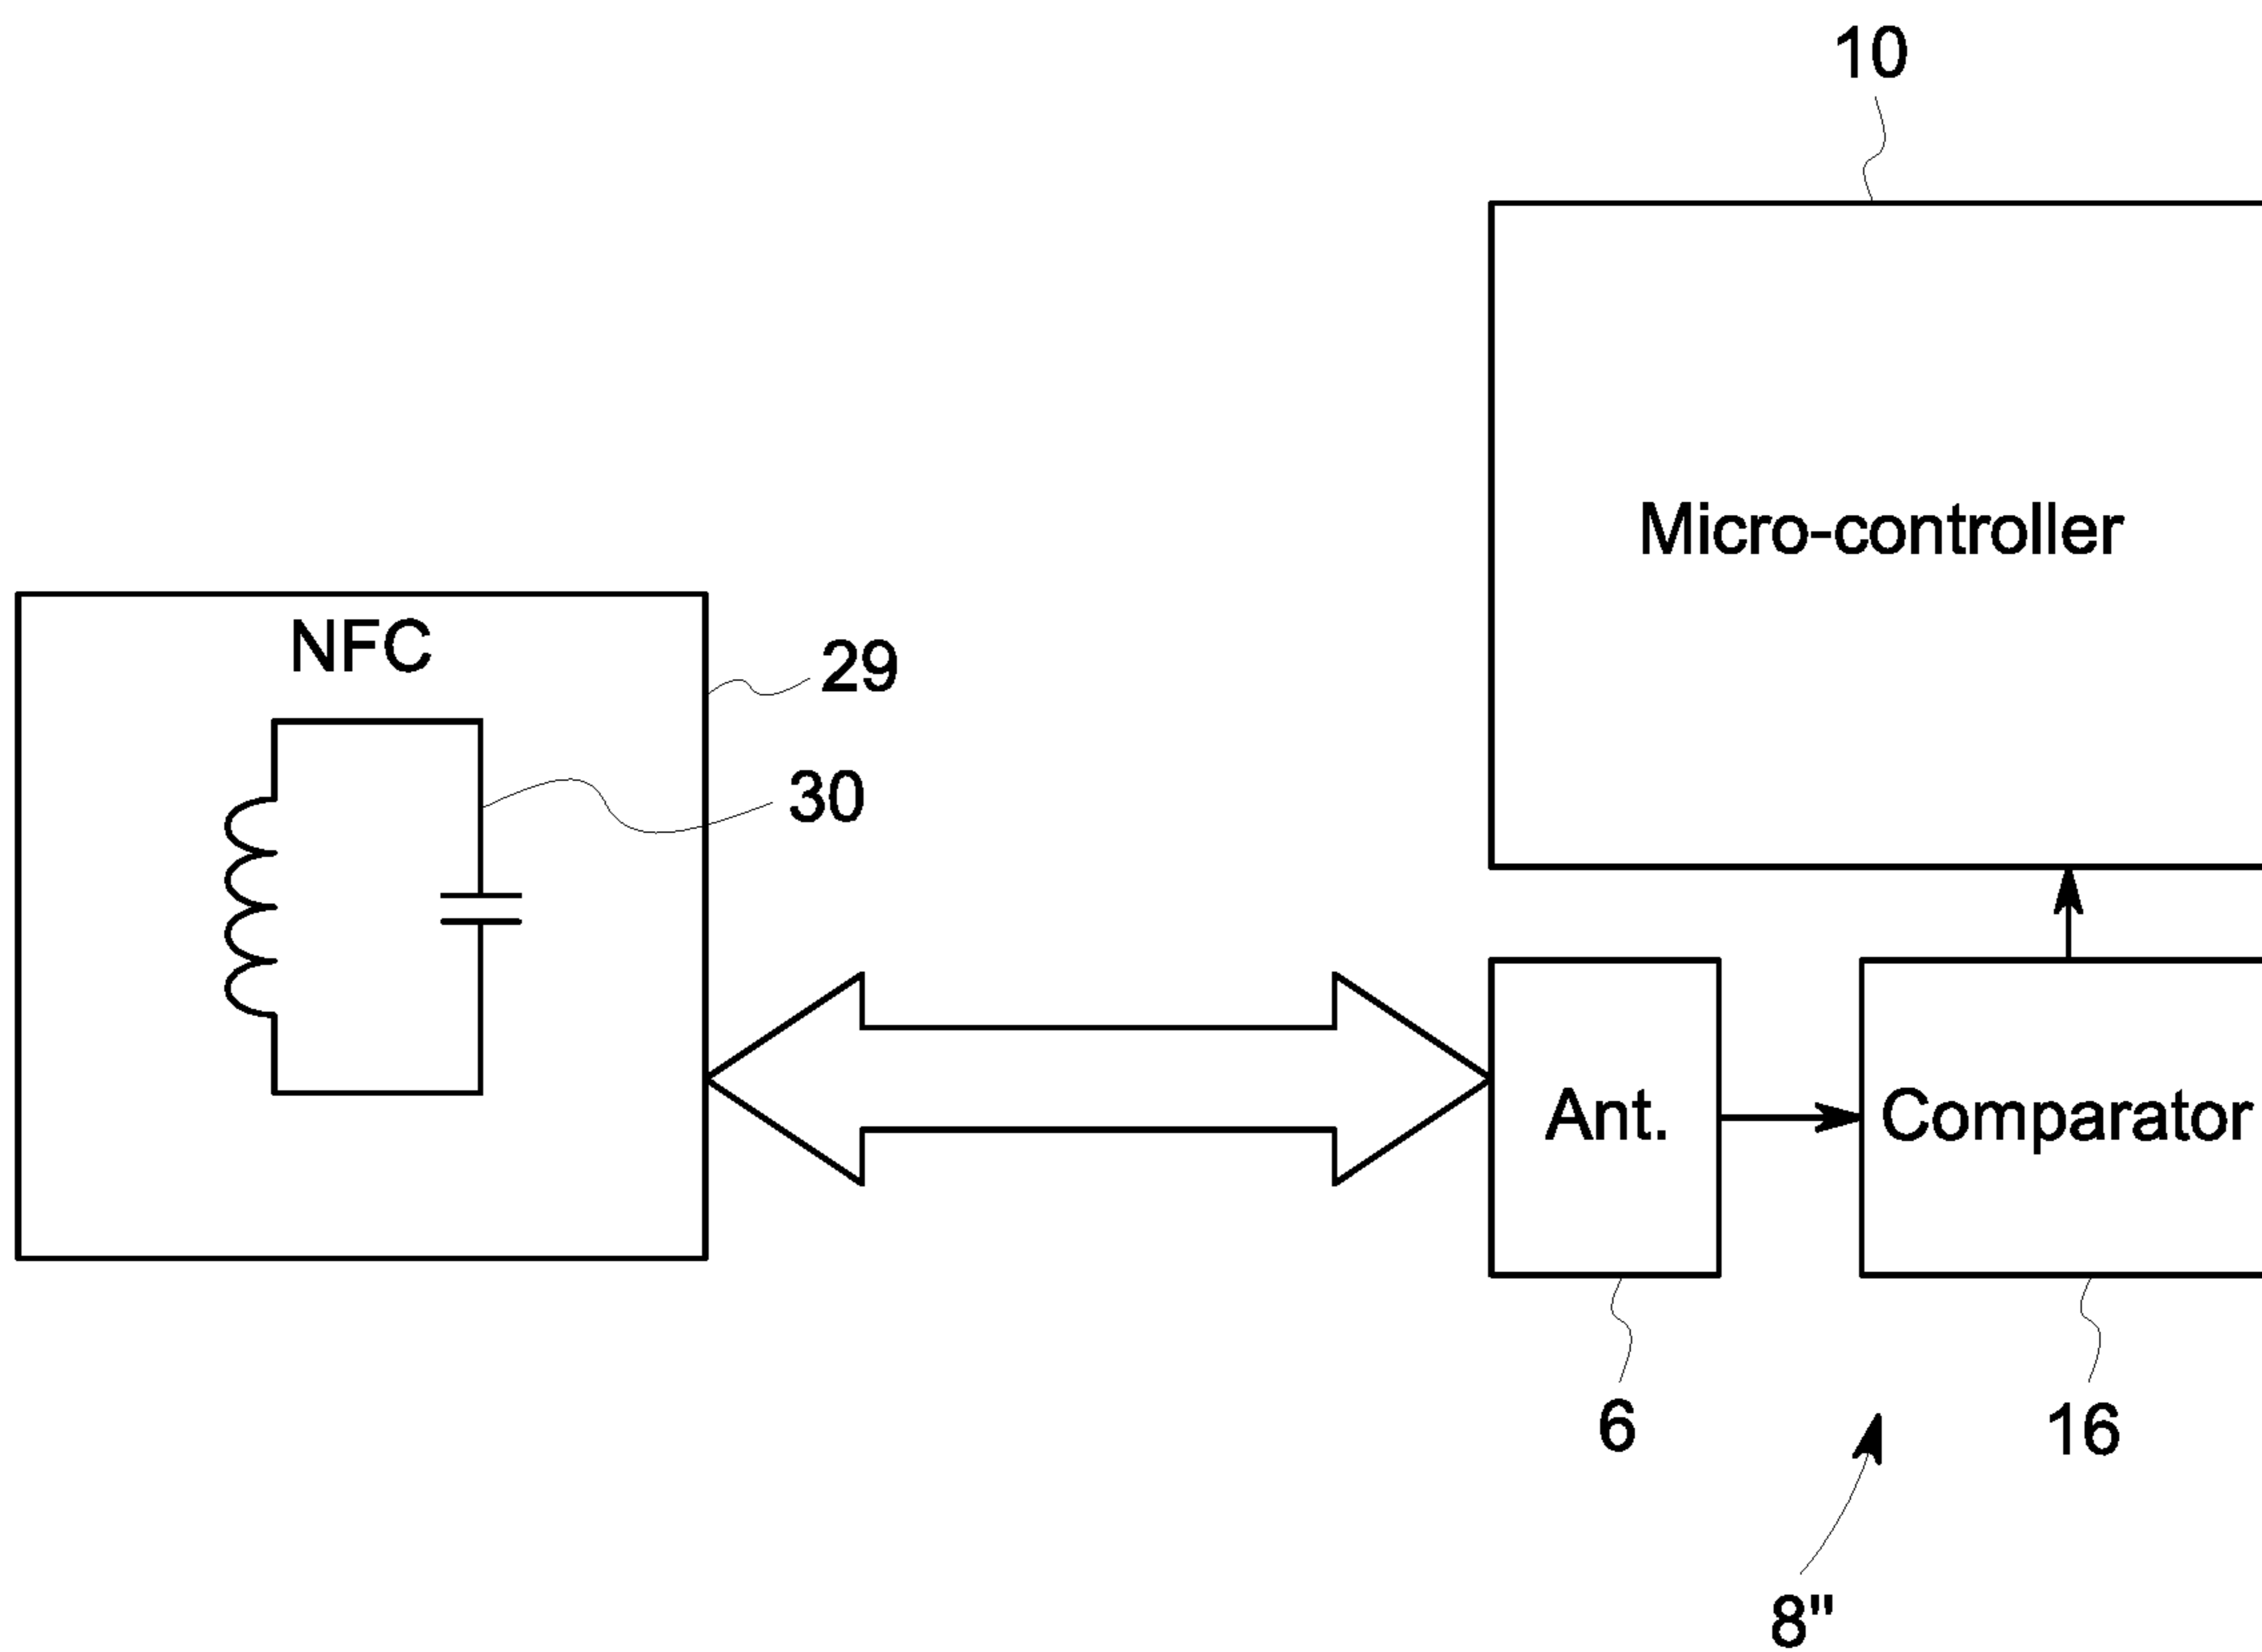 10
Micro-controller
NFC
29
30
Ant.
Comparator
6
16
8"